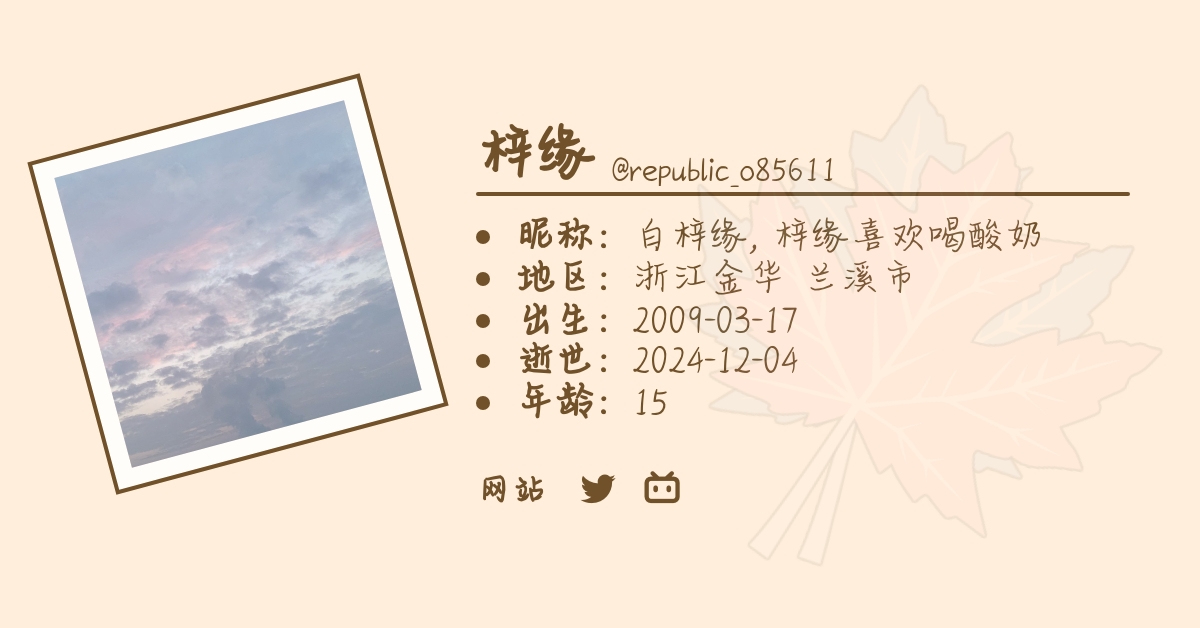 梓缘 @republic_o85611
• 昵称: 白梓缘, 梓缘喜欢喝酸奶
• 地区: 浙江金华 兰溪市
• 出生: 2009-03-17
• 逝世: 2024-12-04
• 年龄: 15
网站